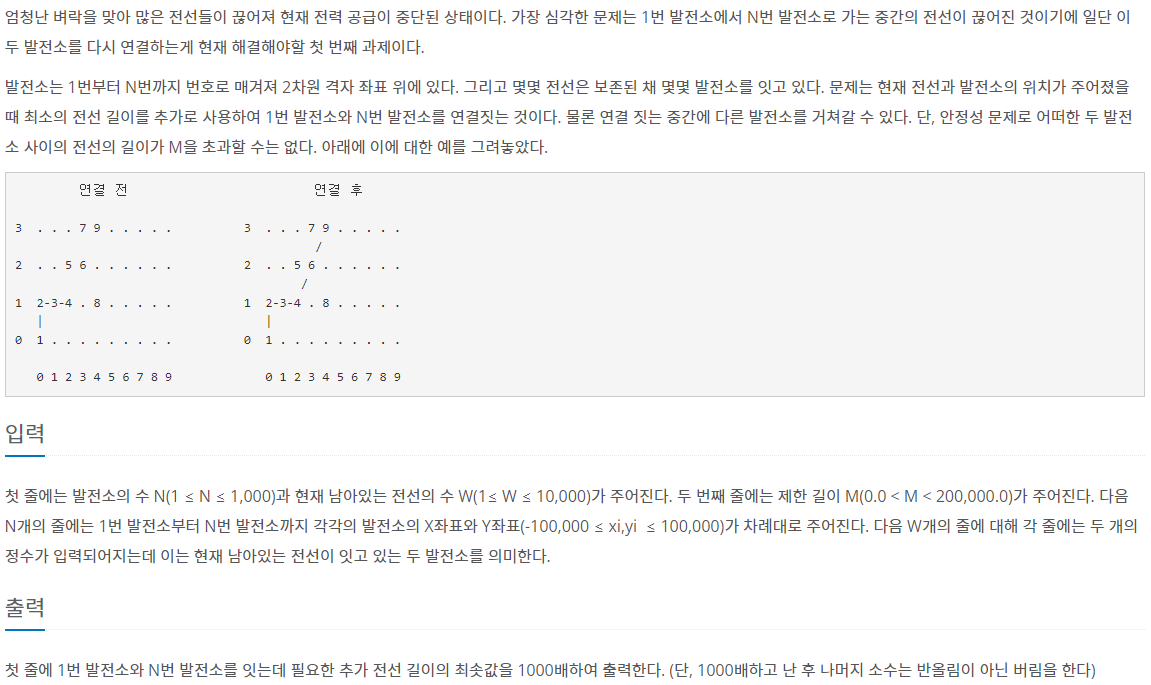 엄청난 벼락을 맞아 많은 전선들이 끊어져 현재 전력 공급이 중단된 상태이다. 가장 심각한 문제는 1번 발전소에서 N번 발전소로 가는 중간의 전선이 끊어진 것이기에 일단 이
두 발전소를 다시 연결하는게 현재 해결해야할 첫 번째 과제이다.
발전소는 1번부터 N번까지 번호로 매겨져 2차원 격자 좌표 위에 있다. 그리고 몇몇 전선은 보존된 채 몇몇 발전소를 잇고 있다. 문제는 현재 전선과 발전소의 위치가 주어졌을
때 최소의 전선 길이를 추가로 사용하여 1번 발전소와 N번 발전소를 연결짓는 것이다. 물론 연결 짓는 중간에 다른 발전소를 거쳐갈 수 있다. 단, 안정성 문제로 어떠한 두 발전
소 사이의 전선의 길이가 M을 초과할 수는 없다. 아래에 이에 대한 예를 그려놓았다.
연결 전 연결 후
3 . . . 7 9 . . . . . 3 . . . 7 9 . . . . .
/
2 . . 5 6 . . . . . . 2 . . 5 6 . . . . . .
/
1 2-3-4 . 8 . . . . . 1 2-3-4 . 8 . . . . .
| |
0 1 . . . . . . . . . 0 1 . . . . . . . . .
0 1 2 3 4 5 6 7 8 9 0 1 2 3 4 5 6 7 8 9
입력
첫 줄에는 발전소의 수 N(1 ≤ N ≤ 1,000)과 현재 남아있는 전선의 수 W(1≤ W ≤ 10,000)가 주어진다. 두 번째 줄에는 제한 길이 M(0.0 < M < 200,000.0)가 주어진다. 다음
N개의 줄에는 1번 발전소부터 N번 발전소까지 각각의 발전소의 X좌표와 Y좌표(-100,000 ≤ xi,yi ≤ 100,000)가 차례대로 주어진다. 다음 W개의 줄에 대해 각 줄에는 두 개의
정수가 입력되어지는데 이는 현재 남아있는 전선이 잇고 있는 두 발전소를 의미한다.
출력
첫 줄에 1번 발전소와 N번 발전소를 잇는데 필요한 추가 전선 길이의 최솟값을 1000배하여 출력한다. (단, 1000배하고 난 후 나머지 소수는 반올림이 아닌 버림을 한다)